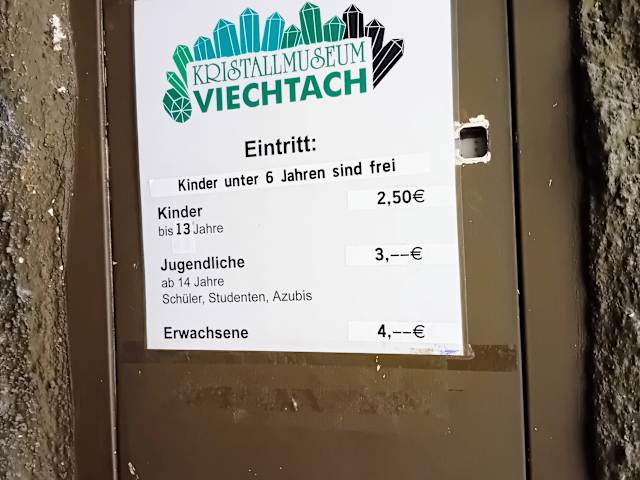 KRISTALLMUSEUM
VIECHTACH
Eintritt:
Kinder unter 6 Jahren sind frei
Kinder 2,50€
bis 13 Jahre
Jugendliche 3,--€
ab 14 Jahre
Schüler, Studenten, Azubis
Erwachsene 4,--€